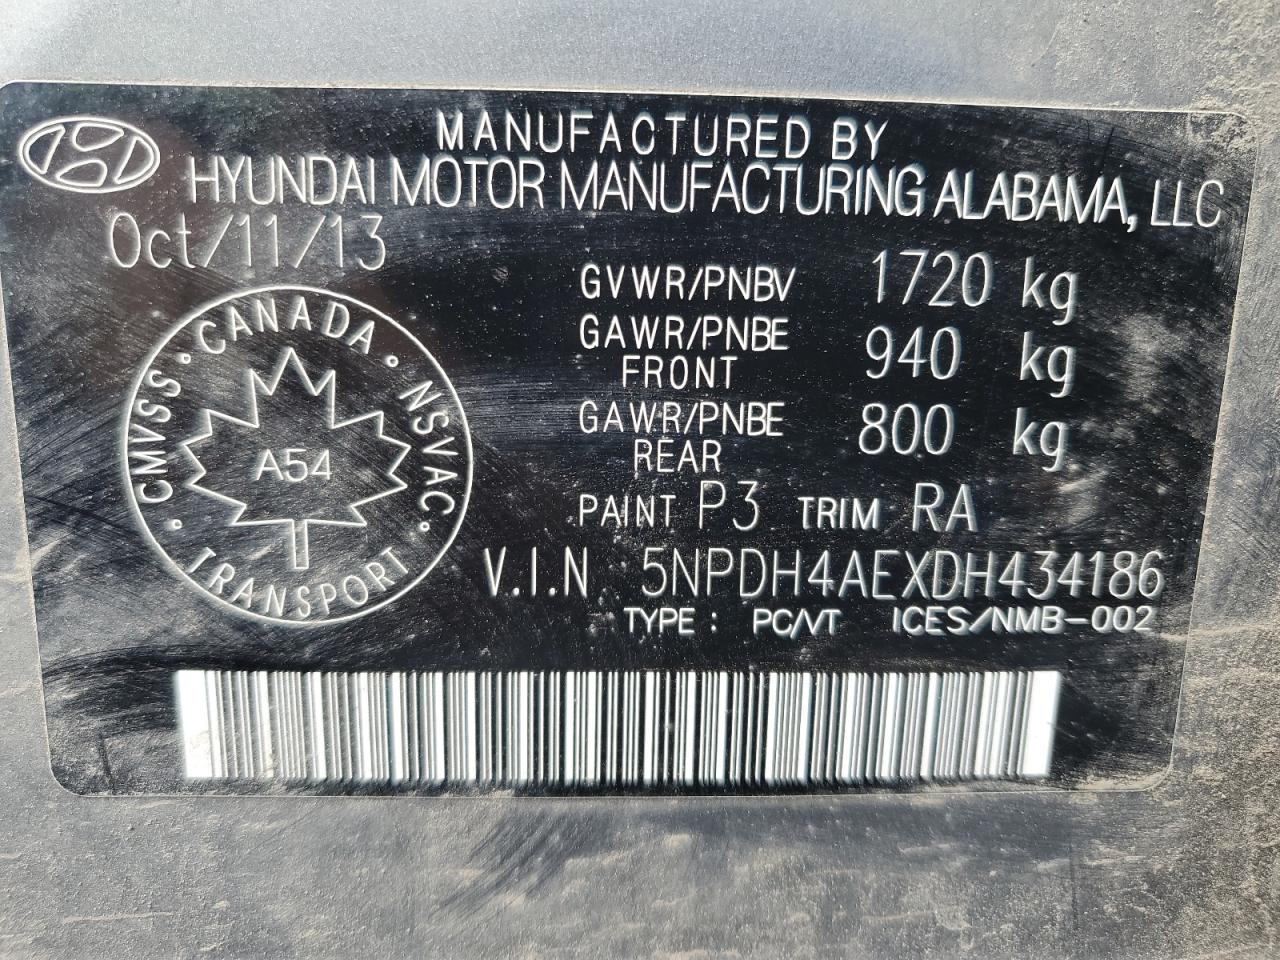 MANUFACTURED BY
HYUNDAI MOTOR MANUFACTURING ALABAMA, LLC
Oct/11/13
GVWR/PNBV 1720 kg
GAWR/PNBE FRONT 940 kg
GAWR/PNBE REAR 800 kg
CMVSS · CANADA · NSVAC · TRANSPORT ·
A54
PAINT P3 TRIM RA
V.I.N 5NPDH4AEXDH434186
TYPE : PC/VT ICES/NMB-002